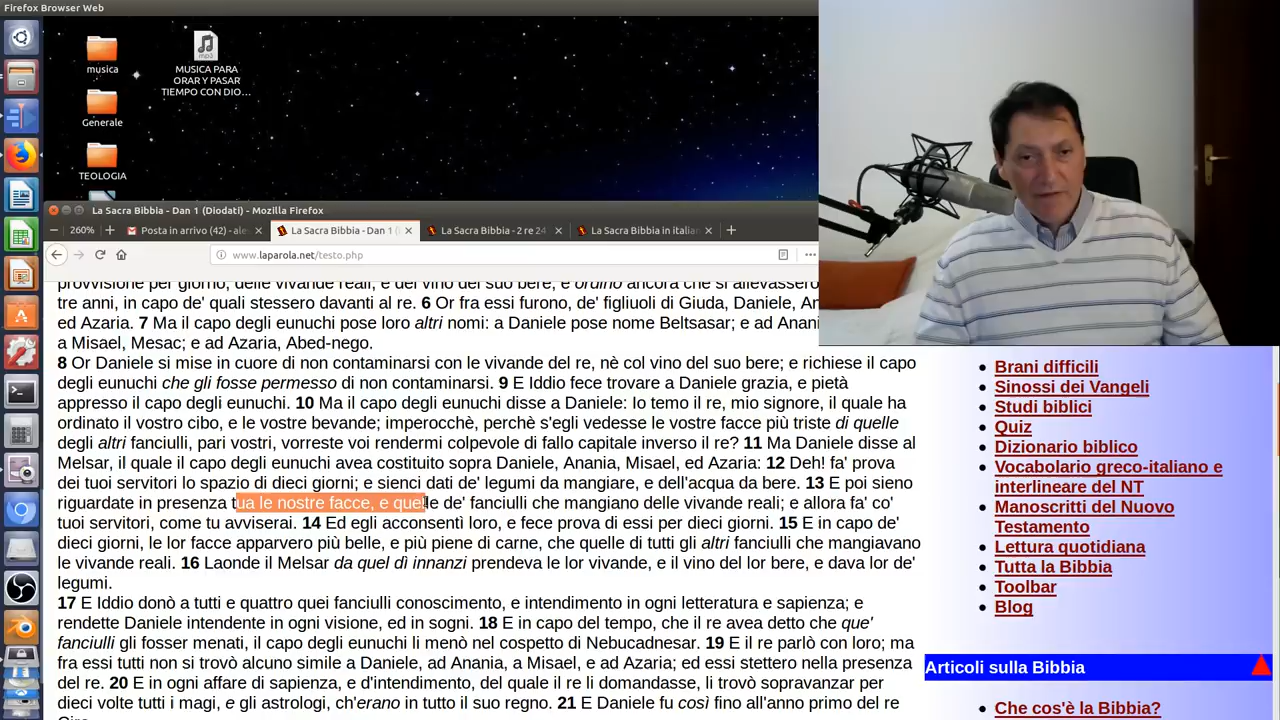 Firefox Browser Web
musica
Generale
TEOLOGIA
mp3
MUSICA PARA
ORAR Y PASAR
TIEMPO CON DIO…
La Sacra Bibbia - Dan 1 (Diodati) - Mozilla Firefox
260%
Posta in arrivo (42) - ale
La Sacra Bibbia - Dan 1 (
La Sacra Bibbia - 2 re 24
La Sacra Bibbia in italian
www.laparola.net/testo.php
provvisione per giorno, delle vivande reali, e del vino del suo bere; e ordinò ancora che si allevassero
tre anni, in capo de' quali stessero davanti al re. 6 Or fra essi furono, de' figliuoli di Giuda, Daniele, An
ed Azaria. 7 Ma il capo degli eunuchi pose loro altri nomi: a Daniele pose nome Beltsasar; e ad Anani
a Misael, Mesac; e ad Azaria, Abed-nego.
8 Or Daniele si mise in cuore di non contaminarsi con le vivande del re, nè col vino del suo bere; e richiese il capo
degli eunuchi che gli fosse permesso di non contaminarsi. 9 E Iddio fece trovare a Daniele grazia, e pietà
appresso il capo degli eunuchi. 10 Ma il capo degli eunuchi disse a Daniele: Io temo il re, mio signore, il quale ha
ordinato il vostro cibo, e le vostre bevande; imperocchè, perchè s'egli vedesse le vostre facce più triste di quelle
degli altri fanciulli, pari vostri, vorreste voi rendermi colpevole di fallo capitale inverso il re? 11 Ma Daniele disse al
Melsar, il quale il capo degli eunuchi avea costituito sopra Daniele, Anania, Misael, ed Azaria: 12 Deh! fa' prova
dei tuoi servitori lo spazio di dieci giorni; e sienci dati de' legumi da mangiare, e dell'acqua da bere. 13 E poi sieno
riguardate in presenza tua le nostre facce, e quelle de' fanciulli che mangiano delle vivande reali; e allora fa' co'
tuoi servitori, come tu avviserai. 14 Ed egli acconsentì loro, e fece prova di essi per dieci giorni. 15 E in capo de'
dieci giorni, le lor facce apparvero più belle, e più piene di carne, che quelle di tutti gli altri fanciulli che mangiavano
le vivande reali. 16 Laonde il Melsar da quel dì innanzi prendeva le lor vivande, e il vino del lor bere, e dava lor de'
legumi.
17 E Iddio donò a tutti e quattro quei fanciulli conoscimento, e intendimento in ogni letteratura e sapienza; e
rendette Daniele intendente in ogni visione, ed in sogni. 18 E in capo del tempo, che il re avea detto che que'
fanciulli gli fosser menati, il capo degli eunuchi li menò nel cospetto di Nebucadnesar. 19 E il re parlò con loro; ma
fra essi tutti non si trovò alcuno simile a Daniele, ad Anania, a Misael, e ad Azaria; ed essi stettero nella presenza
del re. 20 E in ogni affare di sapienza, e d'intendimento, del quale il re li domandasse, li trovò sopravanzar per
dieci volte tutti i magi, e gli astrologi, ch'erano in tutto il suo regno. 21 E Daniele fu così fino all'anno primo del re
Brani difficili
Sinossi dei Vangeli
Studi biblici
Quiz
Dizionario biblico
Vocabolario greco-italiano e
interlineare del NT
Manoscritti del Nuovo
Testamento
Lettura quotidiana
Tutta la Bibbia
Toolbar
Blog
Articoli sulla Bibbia
Che cos'è la Bibbia?